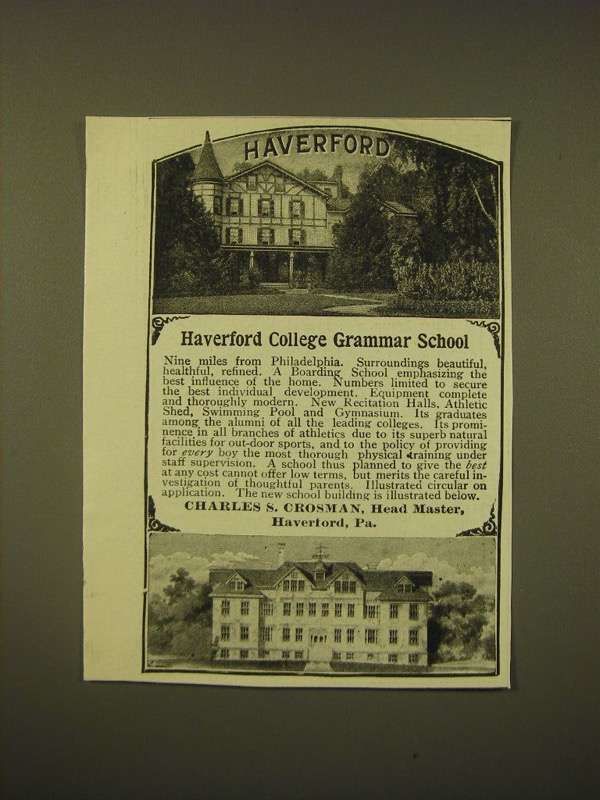 HAVERFORD
Haverford College Grammar School
Nine miles from Philadelphia. Surroundings beautiful,
healthful, refined. A Boarding School emphasizing the
best influence of the home. Numbers limited to secure
the best individual development. Equipment complete
and thoroughly modern. New Recitation Halls, Athletic
Shed, Swimming Pool and Gymnasium. Its graduates
among the alumni of all the leading colleges. Its promi-
nence in all branches of athletics due to its superb natural
facilities for out-door sports, and to the policy of providing
for every boy the most thorough physical training under
staff supervision. A school thus planned to give the best
at any cost cannot offer low terms, but merits the careful in-
vestigation of thoughtful parents. Illustrated circular on
application. The new school building is illustrated below.
CHARLES S. CROSMAN, Head Master,
Haverford, Pa.